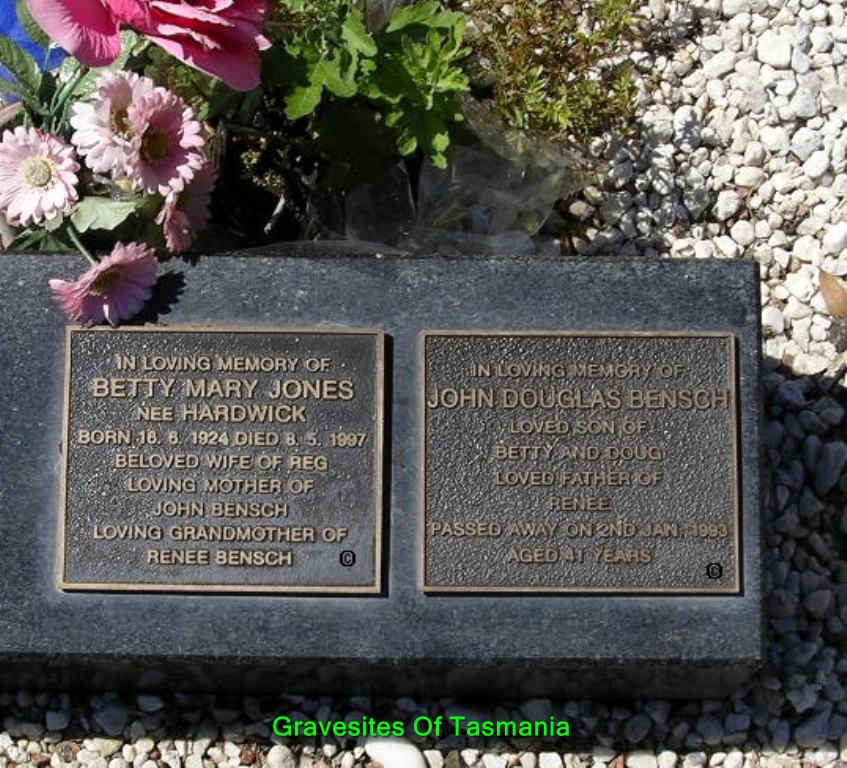 IN LOVING MEMORY OF
BETTY MARY JONES
NEE HARDWICK
BORN 16. 6. 1924 DIED 8. 5. 1997
BELOVED WIFE OF REG
LOVING MOTHER OF
JOHN BENSCH
LOVING GRANDMOTHER OF
RENEE BENSCH
©
IN LOVING MEMORY OF
JOHN DOUGLAS BENSCH
LOVED SON OF
BETTY AND DOUG
LOVED FATHER OF
RENEE
PASSED AWAY ON 2ND JAN. 1993
AGED 41 YEARS
©
Gravesites Of Tasmania